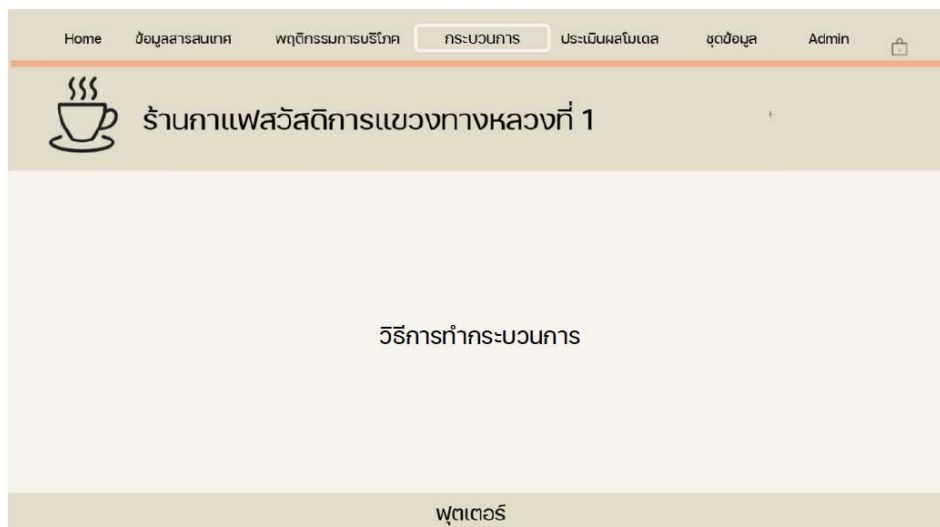 Home ข้อมูลสารสนเทศ พฤติกรรมการบริโภค กระบวนการ ประเมินผลโมเดล ชุดข้อมูล Admin
ร้านกาแฟสวัสดิการแขวงทางหลวงที่ 1
วิธีการทำกระบวนการ
ฟุตเตอร์